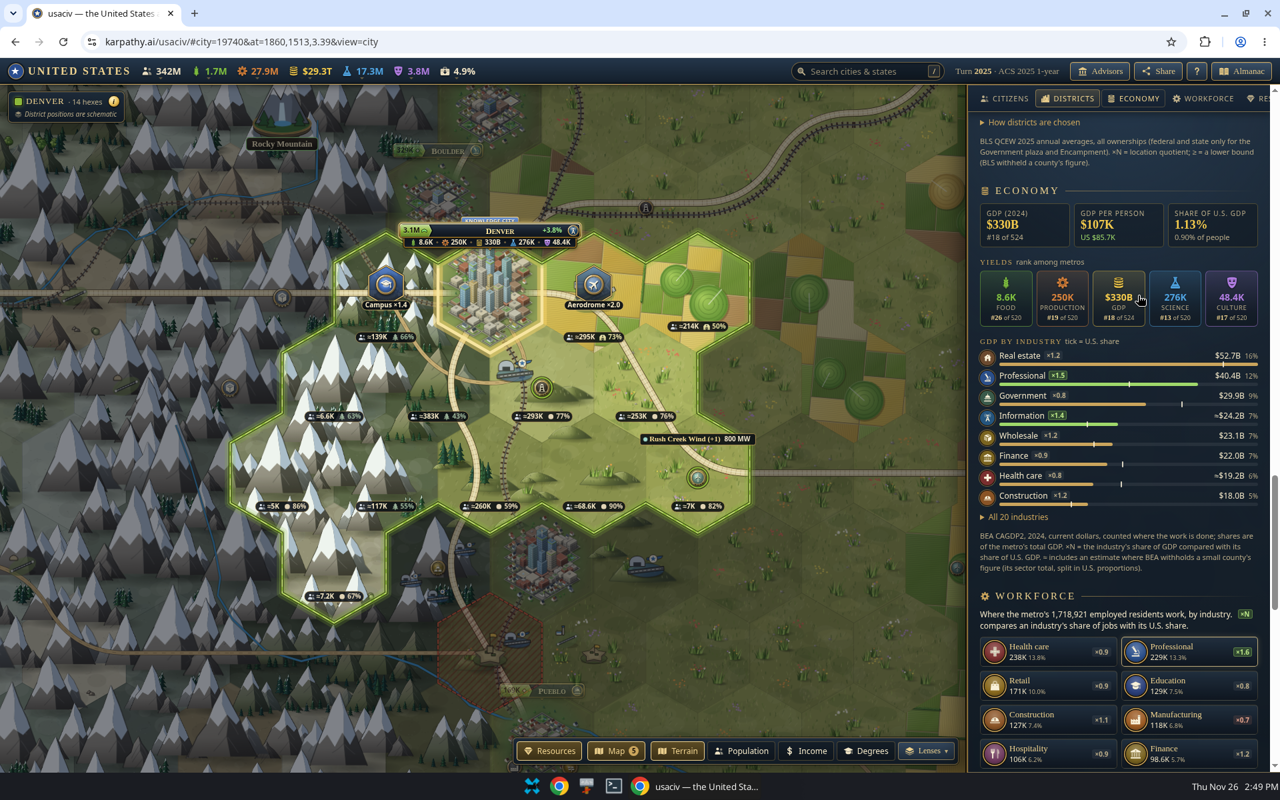 usaciv — the United States
karpathy.ai/usaciv/#city=19740&at=1860,1513,3.39&view=city
UNITED STATES 342M 1.7M 27.9M $29.3T 17.3M 3.8M 4.9% Search cities & states / Turn 2025 · ACS 2025 1-year Advisors Share ? Almanac
DENVER · 14 hexes i
District positions are schematic
Rocky Mountain
BOULDER
KNOWLEDGE CITY
3.1M DENVER +3.8%
8.6K · 250K · 330B · 276K · 48.4K
Campus ×1.4
Aerodrome ×2.0
≈214K 50%
≈139K 66%
≈295K 73%
≈6.6K 63%
≈383K 43%
≈293K 77%
≈253K 76%
Rush Creek Wind (+1) 800 MW
≈5K 86%
≈117K 55%
≈260K 59%
≈68.6K 90%
≈7K 82%
≈7.2K 67%
PUEBLO
Resources Map 5 Terrain Population Income Degrees Lenses
CITIZENS DISTRICTS ECONOMY WORKFORCE RES
How districts are chosen
BLS QCEW 2025 annual averages, all ownerships (federal and state only for the
Government plaza and Encampment). ×N = location quotient; ≥ = a lower bound
(BLS withheld a county's figure).
ECONOMY
GDP (2024) GDP PER PERSON SHARE OF U.S. GDP
$330B $107K 1.13%
#18 of 524 US $85.7K 0.90% of people
YIELDS rank among metros
8.6K 250K $330B 276K 48.4K
FOOD PRODUCTION GDP SCIENCE CULTURE
#26 of 520 #19 of 520 #18 of 524 #13 of 520 #17 of 520
GDP BY INDUSTRY tick = U.S. share
Real estate ×1.2 $52.7B 16%
Professional ×1.5 $40.4B 12%
Government ×0.8 $29.9B 9%
Information ×1.4 ≈$24.2B 7%
Wholesale ×1.2 $23.1B 7%
Finance ×0.9 $22.0B 7%
Health care ×0.8 ≈$19.2B 6%
Construction ×1.2 $18.0B 5%
All 20 industries
BEA CAGDP2, 2024, current dollars, counted where the work is done; shares are
of the metro's total GDP. ×N = the industry's share of GDP compared with its
share of U.S. GDP. ≈ includes an estimate where BEA withholds a small county's
figure (its sector total, split in U.S. proportions).
WORKFORCE
Where the metro's 1,718,921 employed residents work, by industry. ×N
compares an industry's share of jobs with its U.S. share.
Health care 238K 13.8% ×0.9
Professional 229K 13.3% ×1.6
Retail 171K 10.0% ×0.9
Education 129K 7.5% ×0.8
Construction 127K 7.4% ×1.1
Manufacturing 118K 6.8% ×0.7
Hospitality 106K 6.2% ×0.9
Finance 98.6K 5.7% ×1.2
usaciv — the United Sta...
Thu Nov 26 2:49 PM